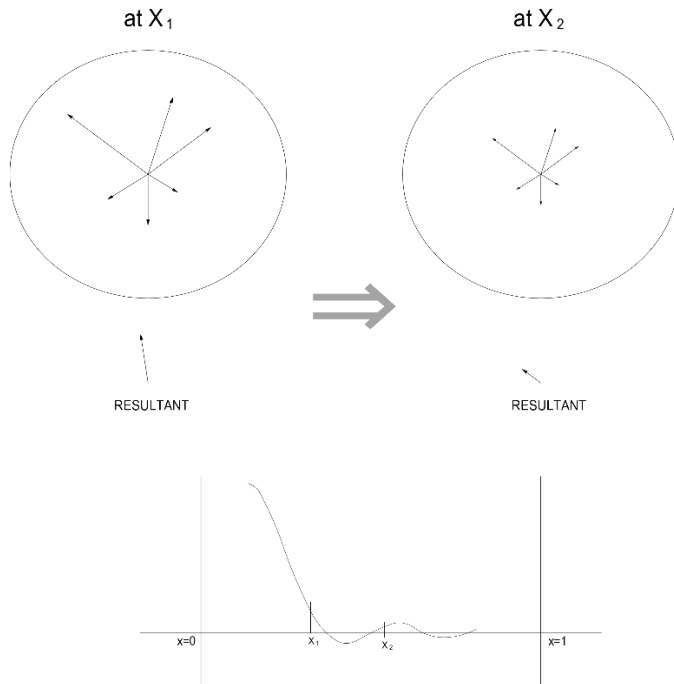 at X₁
at X₂
RESULTANT
RESULTANT
x=0
X₁
X₂
x=1